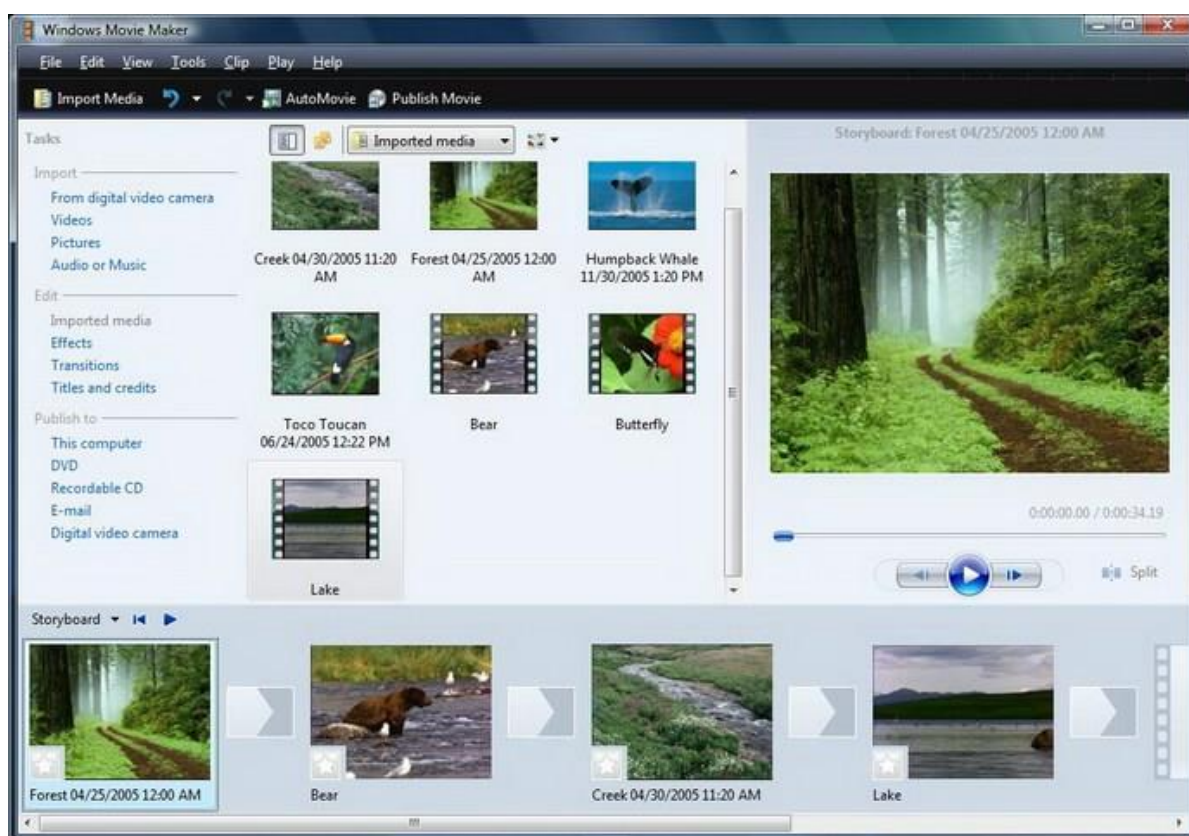 Windows Movie Maker
File Edit View Tools Clip Play Help
Import Media AutoMovie Publish Movie
Tasks
Import
From digital video camera
Videos
Pictures
Audio or Music
Edit
Imported media
Effects
Transitions
Titles and credits
Publish to
This computer
DVD
Recordable CD
E-mail
Digital video camera
Imported media
Creek 04/30/2005 11:20
AM
Forest 04/25/2005 12:00
AM
Humpback Whale
11/30/2005 1:20 PM
Toco Toucan
06/24/2005 12:22 PM
Bear
Butterfly
Lake
Storyboard: Forest 04/25/2005 12:00 AM
0:00:00.00 / 0:00:34.19
Split
Storyboard
Forest 04/25/2005 12:00 AM
Bear
Creek 04/30/2005 11:20 AM
Lake